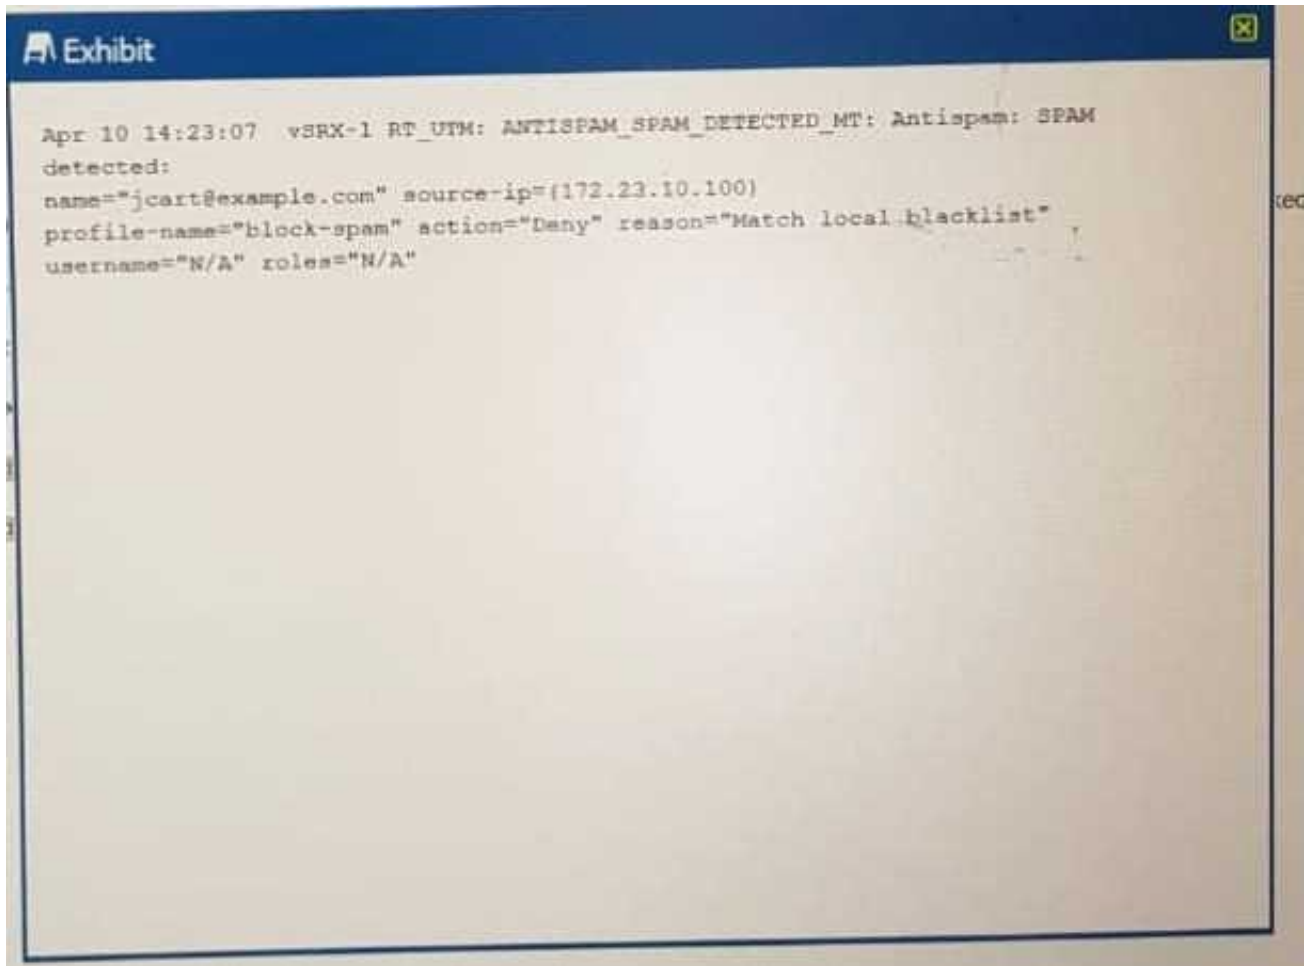 Exhibit
Apr 10 14:23:07 vSRX-1 RT_UTM: ANTISPAM_SPAM_DETECTED_MT: Antispam: SPAM
detected:
name="jcart@example.com" source-ip=(172.23.10.100)
profile-name="block-spam" action="Deny" reason="Match local blacklist"
username="N/A" roles="N/A"